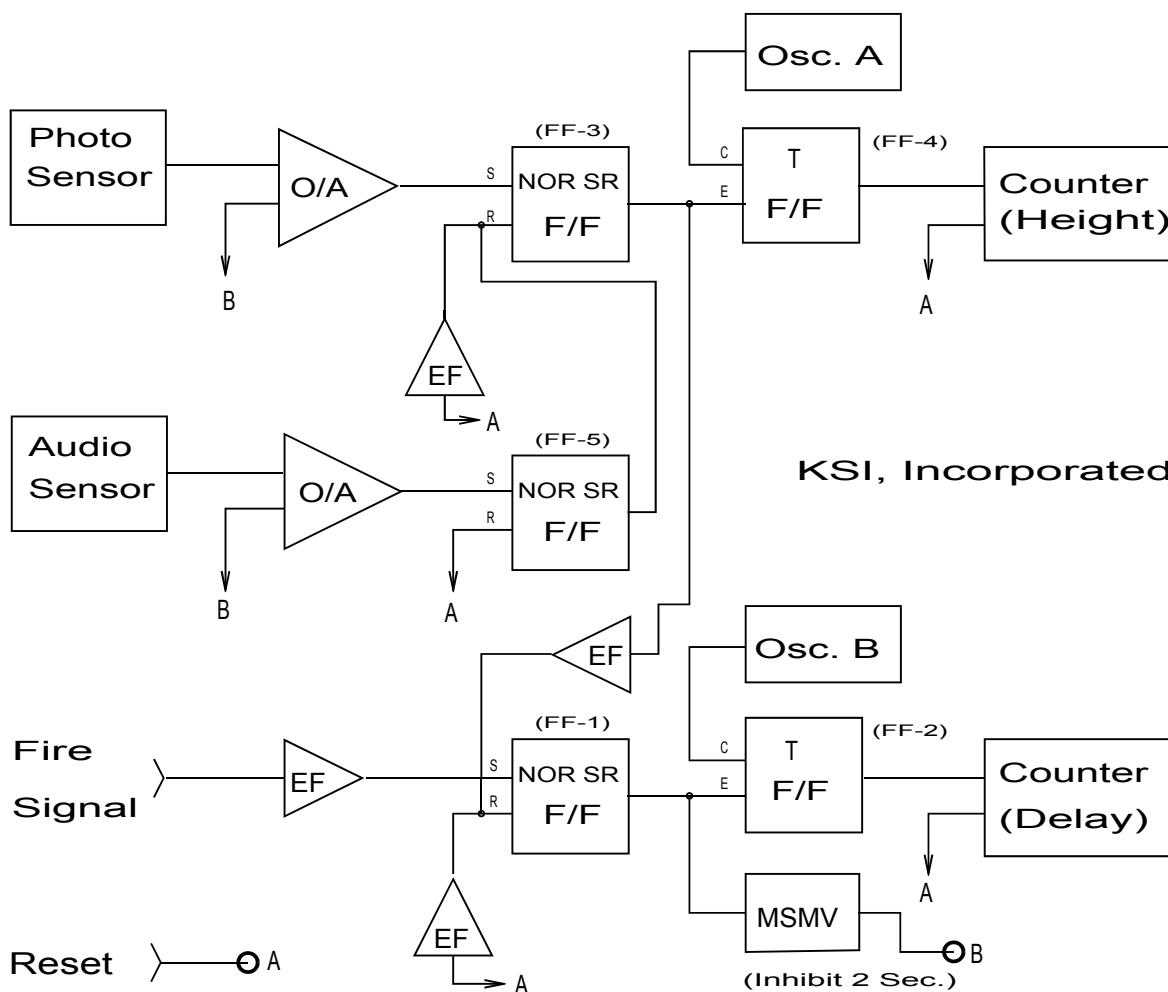 Osc. A
(FF-3)
Photo
Sensor
O/A
S
NOR SR
R
F/F
C
T
(FF-4)
E
F/F
Counter
(Height)
B
A
EF
A
Audio
Sensor
O/A
(FF-5)
S
NOR SR
R
F/F
KSI, Incorporated
B
A
EF
Osc. B
Fire
Signal
EF
(FF-1)
S
NOR SR
R
F/F
C
T
(FF-2)
E
F/F
Counter
(Delay)
A
EF
MSMV
B
(Inhibit 2 Sec.)
Reset
A
A